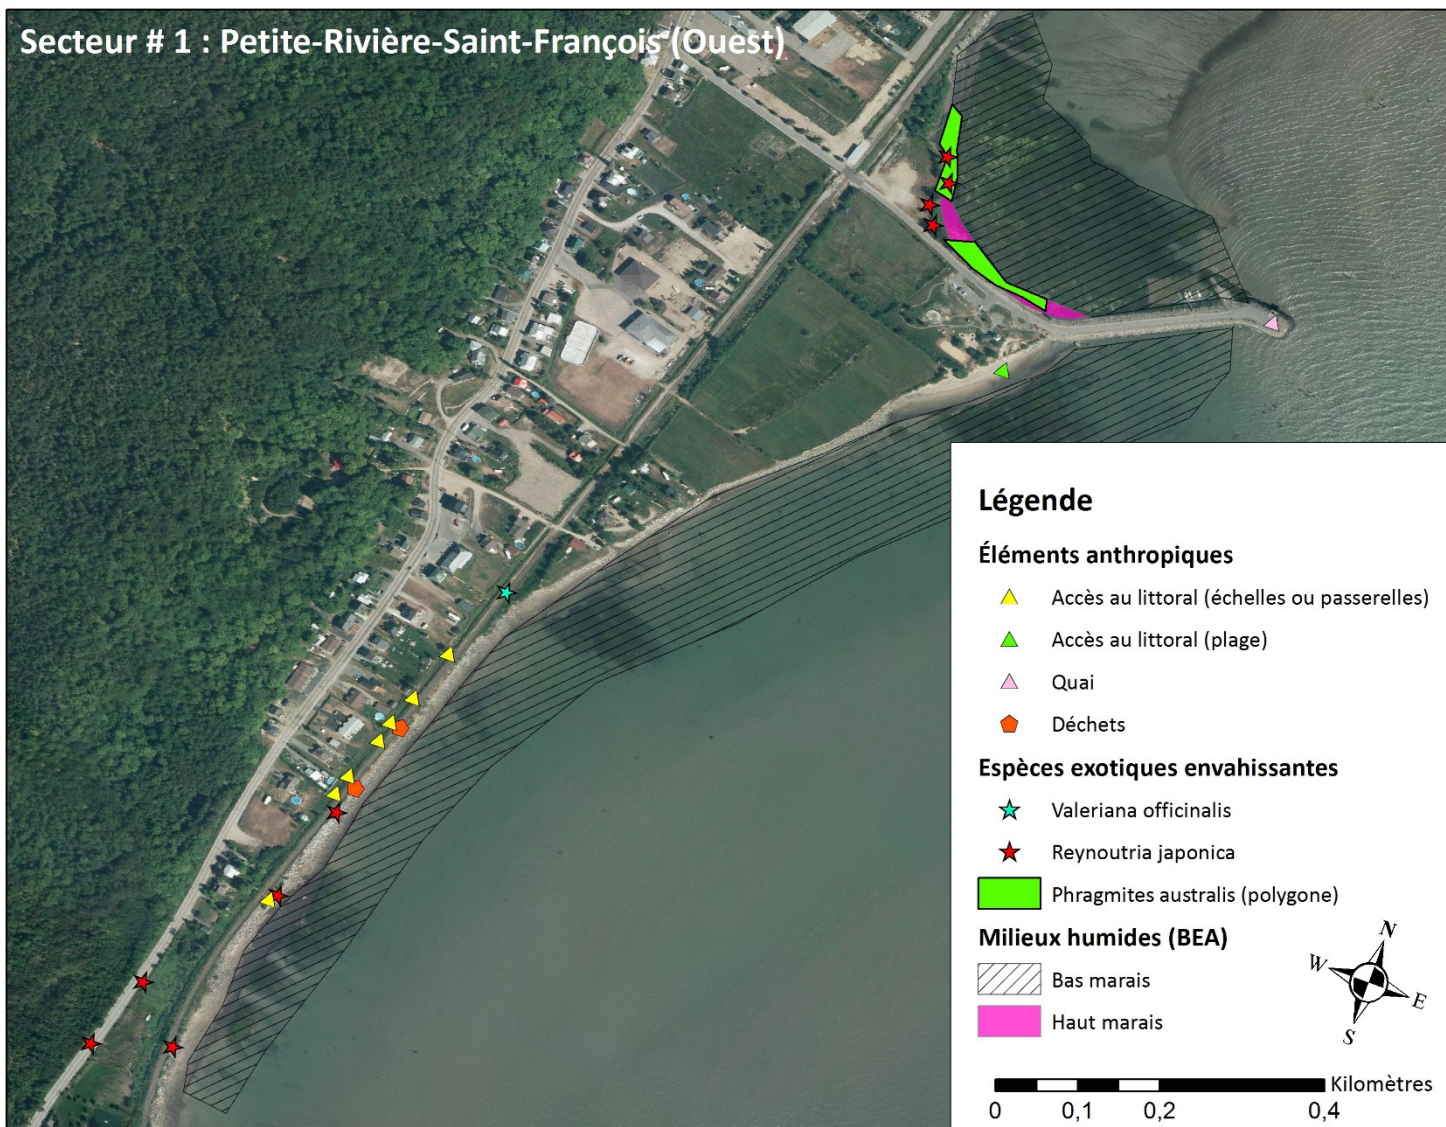 Secteur # 1 : Petite-Rivière-Saint-François (Ouest)
Légende
Éléments anthropiques
Accès au littoral (échelles ou passerelles)
Accès au littoral (plage)
Quai
Déchets
Espèces exotiques envahissantes
Valeriana officinalis
Reynoutria japonica
Phragmites australis (polygone)
Milieux humides (BEA)
Bas marais
Haut marais
N
W
E
S
Kilomètres
0 0,1 0,2 0,4